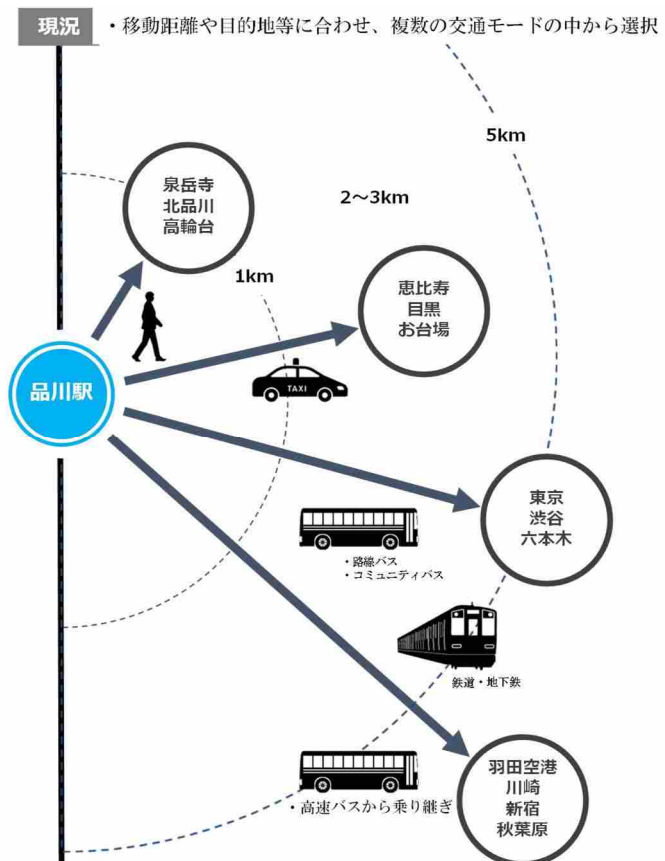 現況
・移動距離や目的地等に合わせ、複数の交通モードの中から選択
5km
泉岳寺
北品川
高輪台
2～3km
1km
恵比寿
目黒
お台場
品川駅
TAXI
東京
渋谷
六本木
・路線バス
・コミュニティバス
鉄道・地下鉄
羽田空港
川崎
新宿
秋葉原
・高速バスから乗り継ぎ